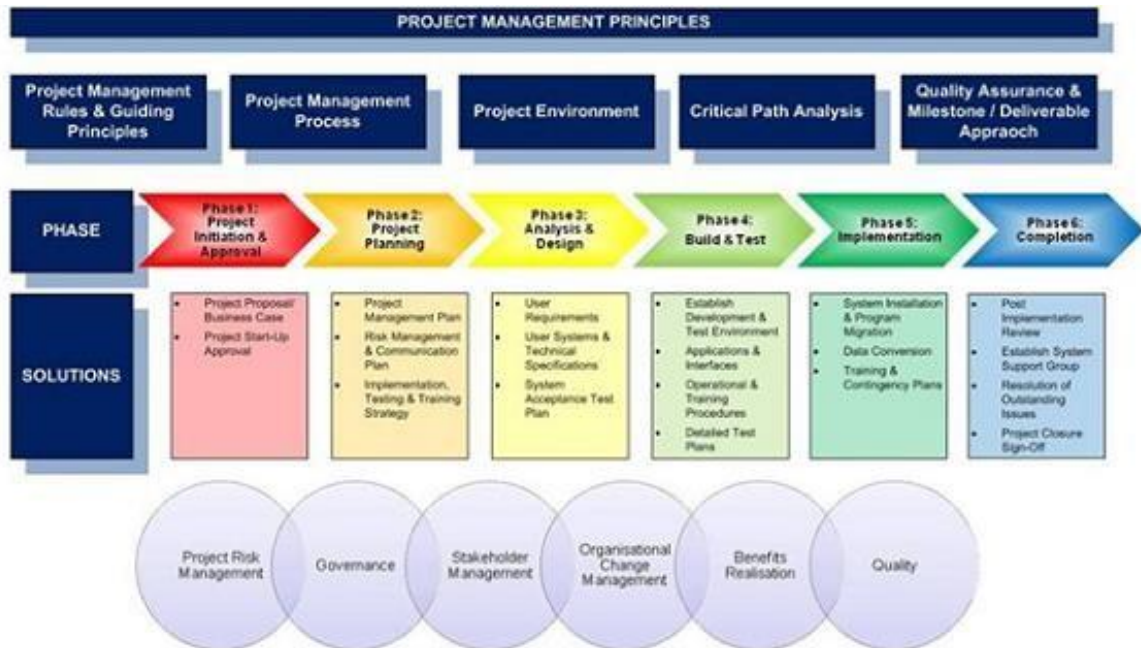 PROJECT MANAGEMENT PRINCIPLES
Project Management
Rules & Guiding
Principles
Project Management
Process
Project Environment
Critical Path Analysis
Quality Assurance &
Milestone / Deliverable
Appraoch
PHASE
Phase 1:
Project
Initiation &
Approval
Phase 2:
Project
Planning
Phase 3:
Analysis &
Design
Phase 4:
Build & Test
Phase 5:
Implementation
Phase 6:
Completion
SOLUTIONS
• Project Proposal/
Business Case
• Project Start-Up
Approval
• Project
Management Plan
• Risk Management
& Communication
Plan
• Implementation,
Testing & Training
Strategy
• User
Requirements
• User Systems &
Technical
Specifications
• System
Acceptance Test
Plan
• Establish
Development &
Test Environment
• Applications &
Interfaces
• Operational &
Training
Procedures
• Detailed Test
Plans
• System Installation
& Program
Migration
• Data Conversion
• Training &
Contingency Plans
• Post
Implementation
Review
• Establish System
Support Group
• Resolution of
Outstanding
Issues
• Project Closure
Sign-Off
Project Risk
Management
Governance
Stakeholder
Management
Organisational
Change
Management
Benefits
Realisation
Quality